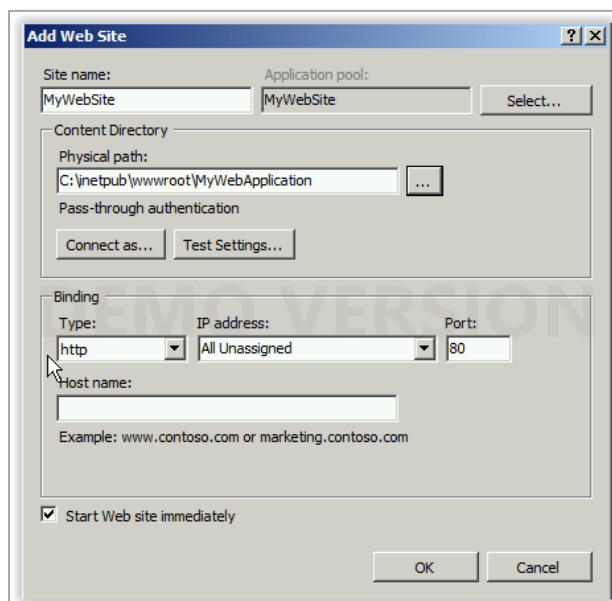 Add Web Site
Site name: Application pool:
MyWebSite MyWebSite Select...
Content Directory
Physical path:
C:\inetpub\wwwroot\MyWebApplication ...
Pass-through authentication
Connect as... Test Settings...
Binding
DEMO VERSION
Type: IP address: Port:
http All Unassigned 80
Host name:
Example: www.contoso.com or marketing.contoso.com
Start Web site immediately
OK Cancel